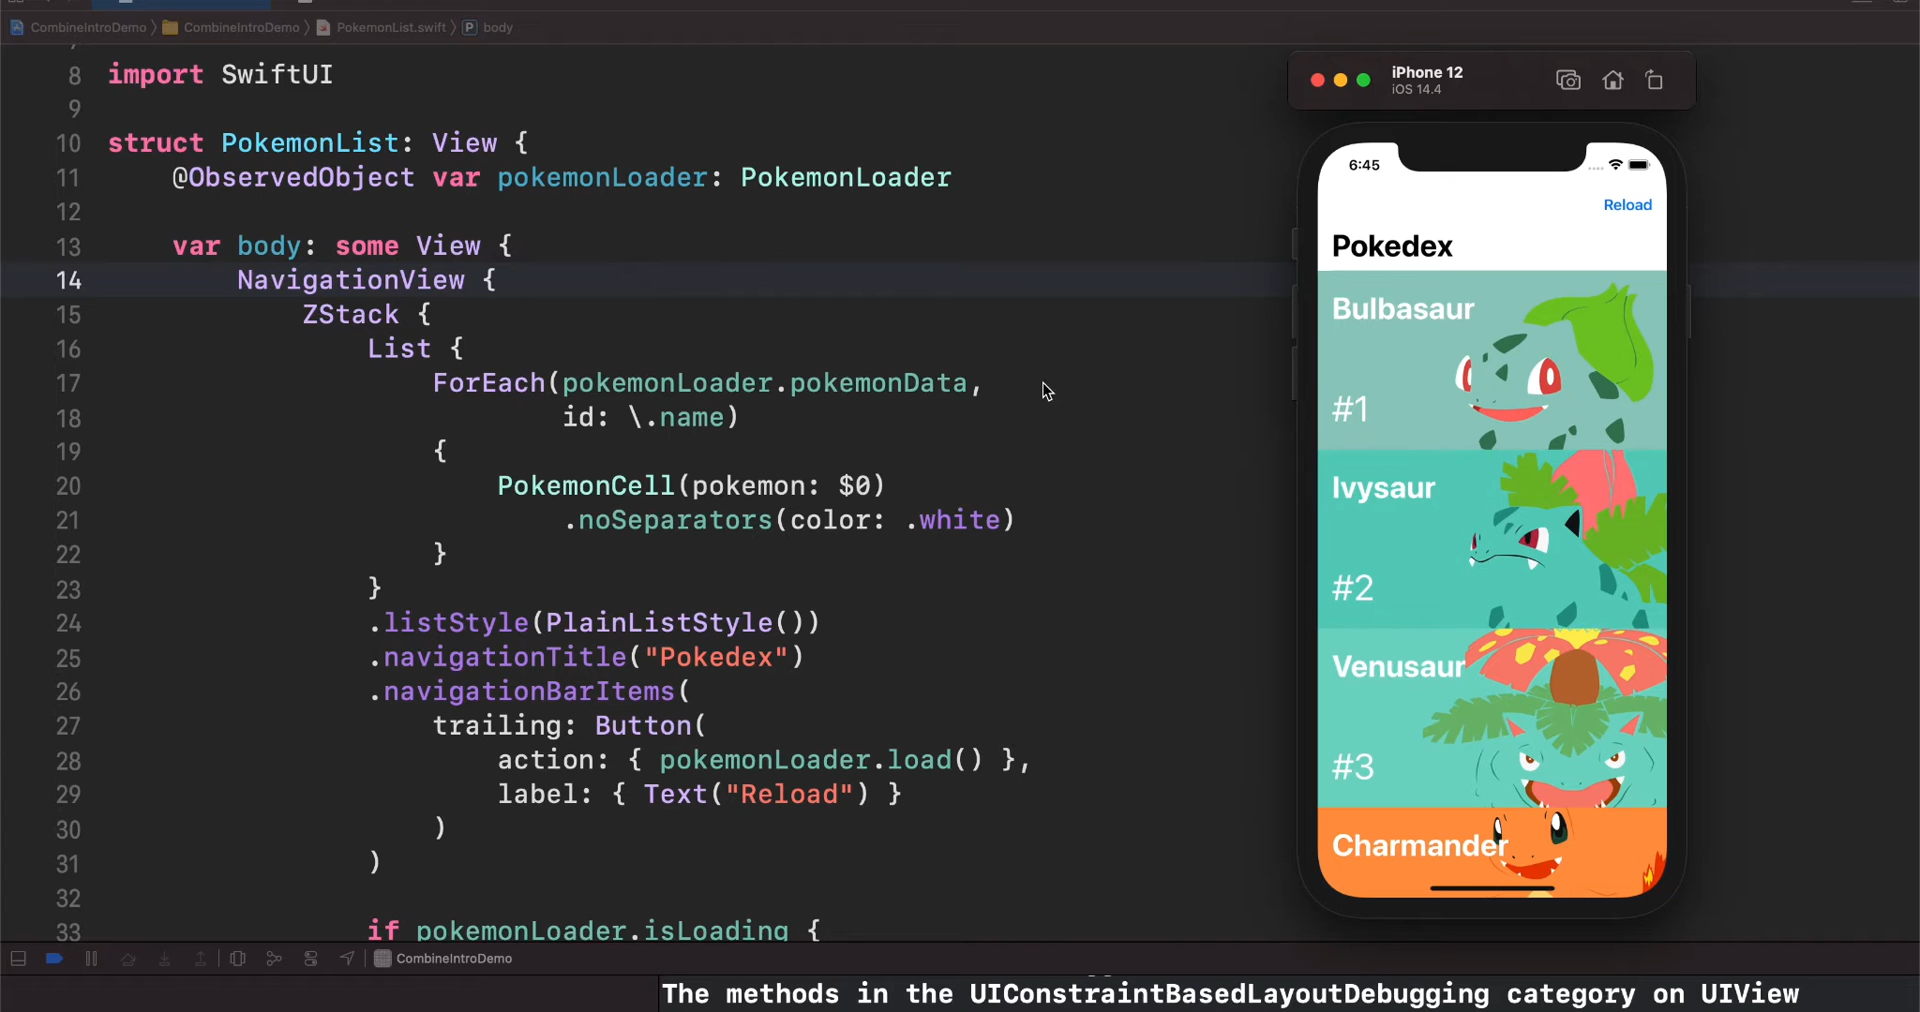 CombineIntroDemo > CombineIntroDemo > PokemonList.swift > P body
8 import SwiftUI
9
10 struct PokemonList: View {
11 @ObservedObject var pokemonLoader: PokemonLoader
12
13 var body: some View {
14 NavigationView {
15 ZStack {
16 List {
17 ForEach(pokemonLoader.pokemonData,
18 id: \.name)
19 {
20 PokemonCell(pokemon: $0)
21 .noSeparators(color: .white)
22 }
23 }
24 .listStyle(PlainListStyle())
25 .navigationTitle("Pokedex")
26 .navigationBarItems(
27 trailing: Button(
28 action: { pokemonLoader.load() },
29 label: { Text("Reload") }
30 )
31 )
32
33 if pokemonLoader.isLoading {
iPhone 12
iOS 14.4
6:45
Reload
Pokedex
Bulbasaur
#1
Ivysaur
#2
Venusaur
#3
Charmander
CombineIntroDemo
The methods in the UIConstraintBasedLayoutDebugging category on UIView